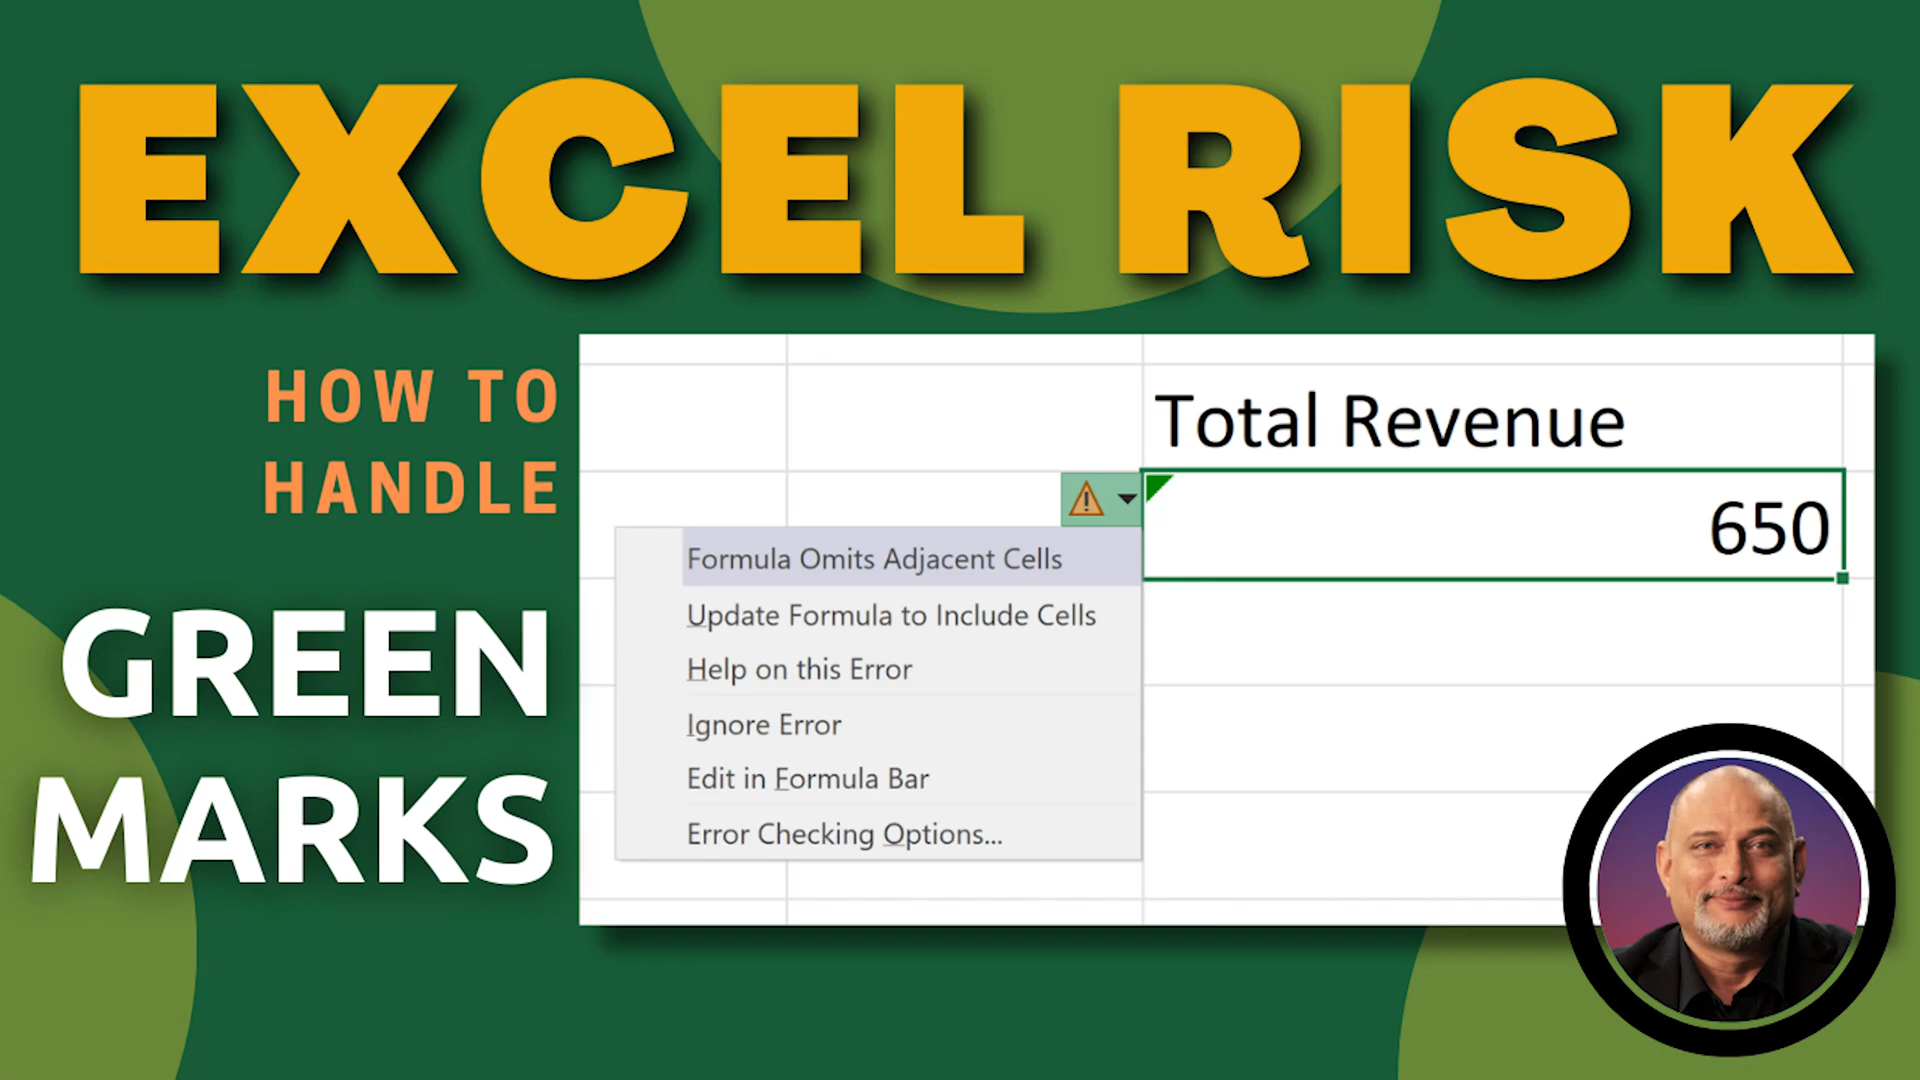 EXCEL RISK
HOW TO
HANDLE
GREEN
MARKS
Total Revenue
650
Formula Omits Adjacent Cells
Update Formula to Include Cells
Help on this Error
Ignore Error
Edit in Formula Bar
Error Checking Options...